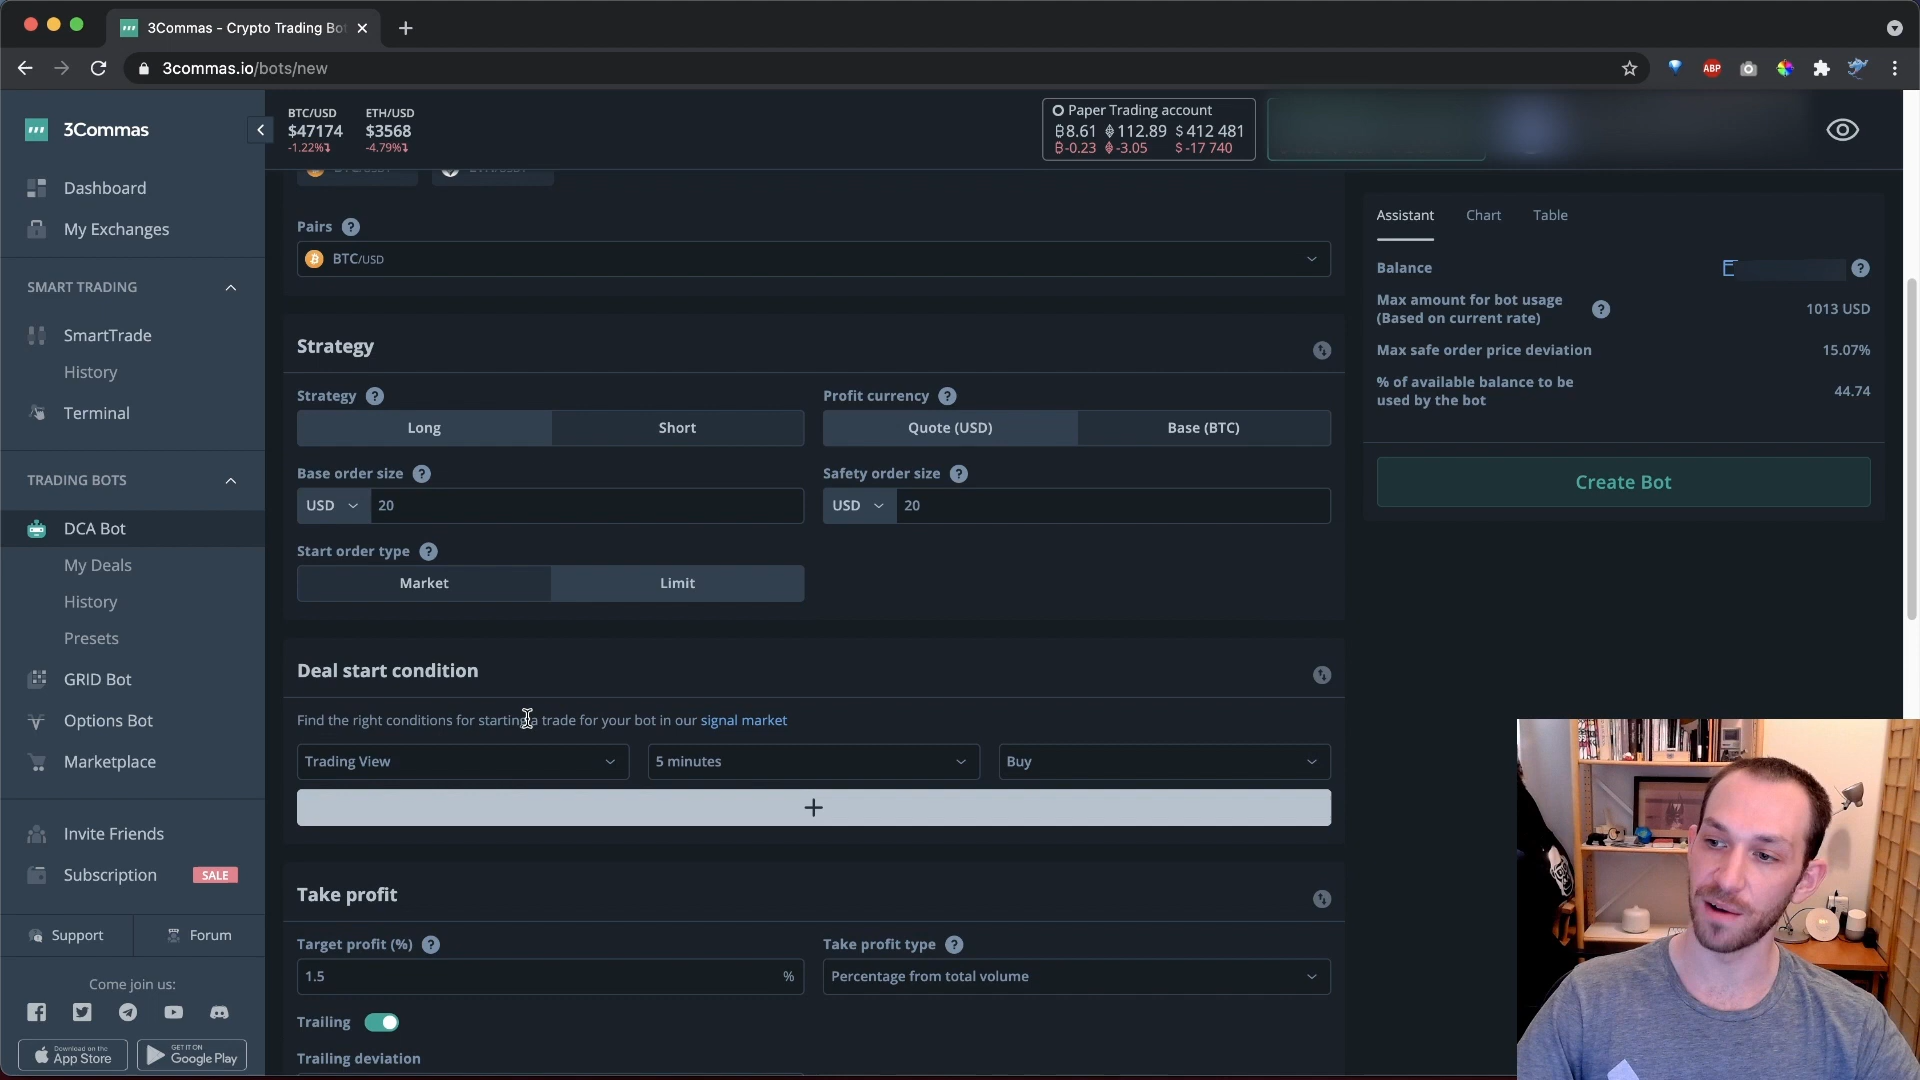 3Commas - Crypto Trading Bo
3commas.io/bots/new
ABP
3Commas
BTC/USD
$47174
-1.22%
ETH/USD
$3568
-4.79%
Paper Trading account
8.61 112.89 $ 412 481
-0.23 -3.05 $ -17 740
Dashboard
My Exchanges
SMART TRADING
SmartTrade
History
Terminal
TRADING BOTS
DCA Bot
My Deals
History
Presets
GRID Bot
Options Bot
Marketplace
Invite Friends
Subscription SALE
Support Forum
Come join us:
Download on the
App Store
GET IT ON
Google Play
Pairs ?
BTC/USD
Strategy
Strategy ?
Long Short
Profit currency ?
Quote (USD) Base (BTC)
Base order size ?
USD 20
Safety order size ?
USD 20
Start order type ?
Market Limit
Deal start condition
Find the right conditions for starting a trade for your bot in our signal market
Trading View 5 minutes Buy
+
Take profit
Target profit (%) ?
1.5 %
Take profit type ?
Percentage from total volume
Trailing
Trailing deviation
Assistant Chart Table
Balance ?
Max amount for bot usage
(Based on current rate) ? 1013 USD
Max safe order price deviation 15.07%
% of available balance to be
used by the bot 44.74
Create Bot